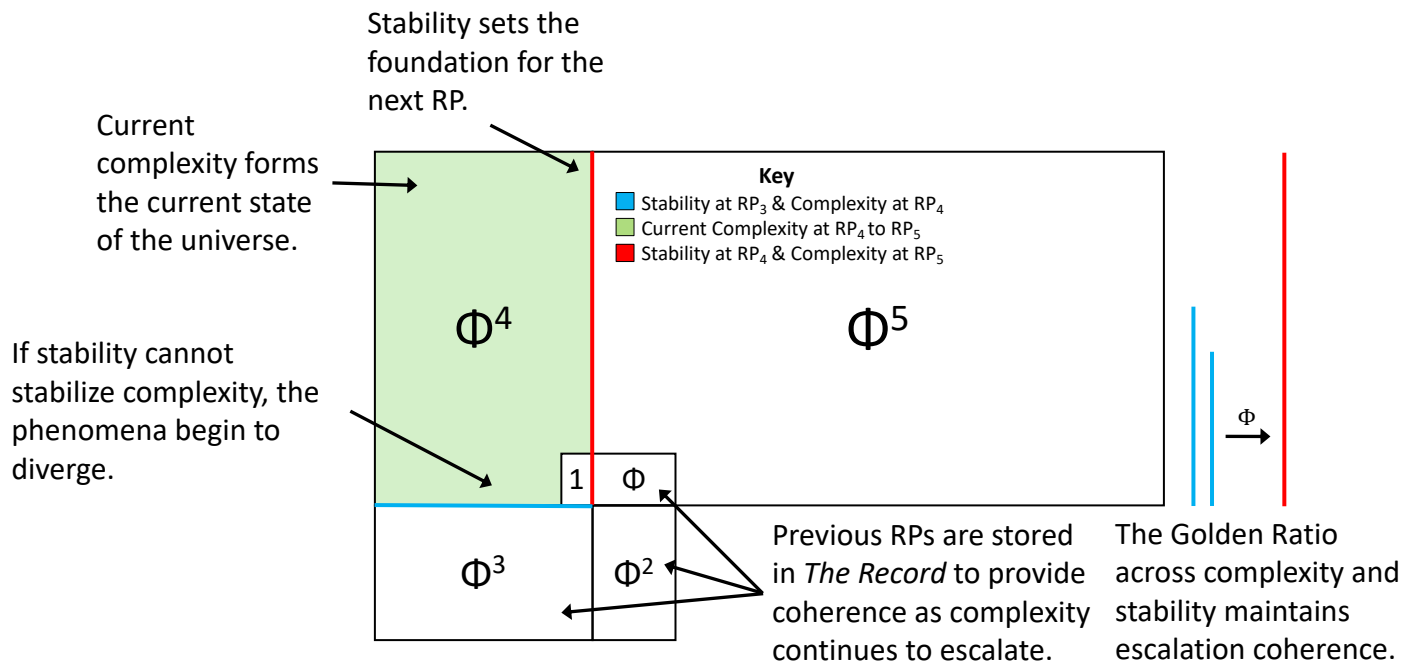 Stability sets the
foundation for the
next RP.
Current
complexity forms
the current state
of the universe.
If stability cannot
stabilize complexity, the
phenomena begin to
diverge.
Key
Stability at RP₃ & Complexity at RP₄
Current Complexity at RP₄ to RP₅
Stability at RP₄ & Complexity at RP₅
Φ⁴
Φ⁵
1
Φ
Φ³
Φ²
Φ
Previous RPs are stored
in The Record to provide
coherence as complexity
continues to escalate.
The Golden Ratio
across complexity and
stability maintains
escalation coherence.